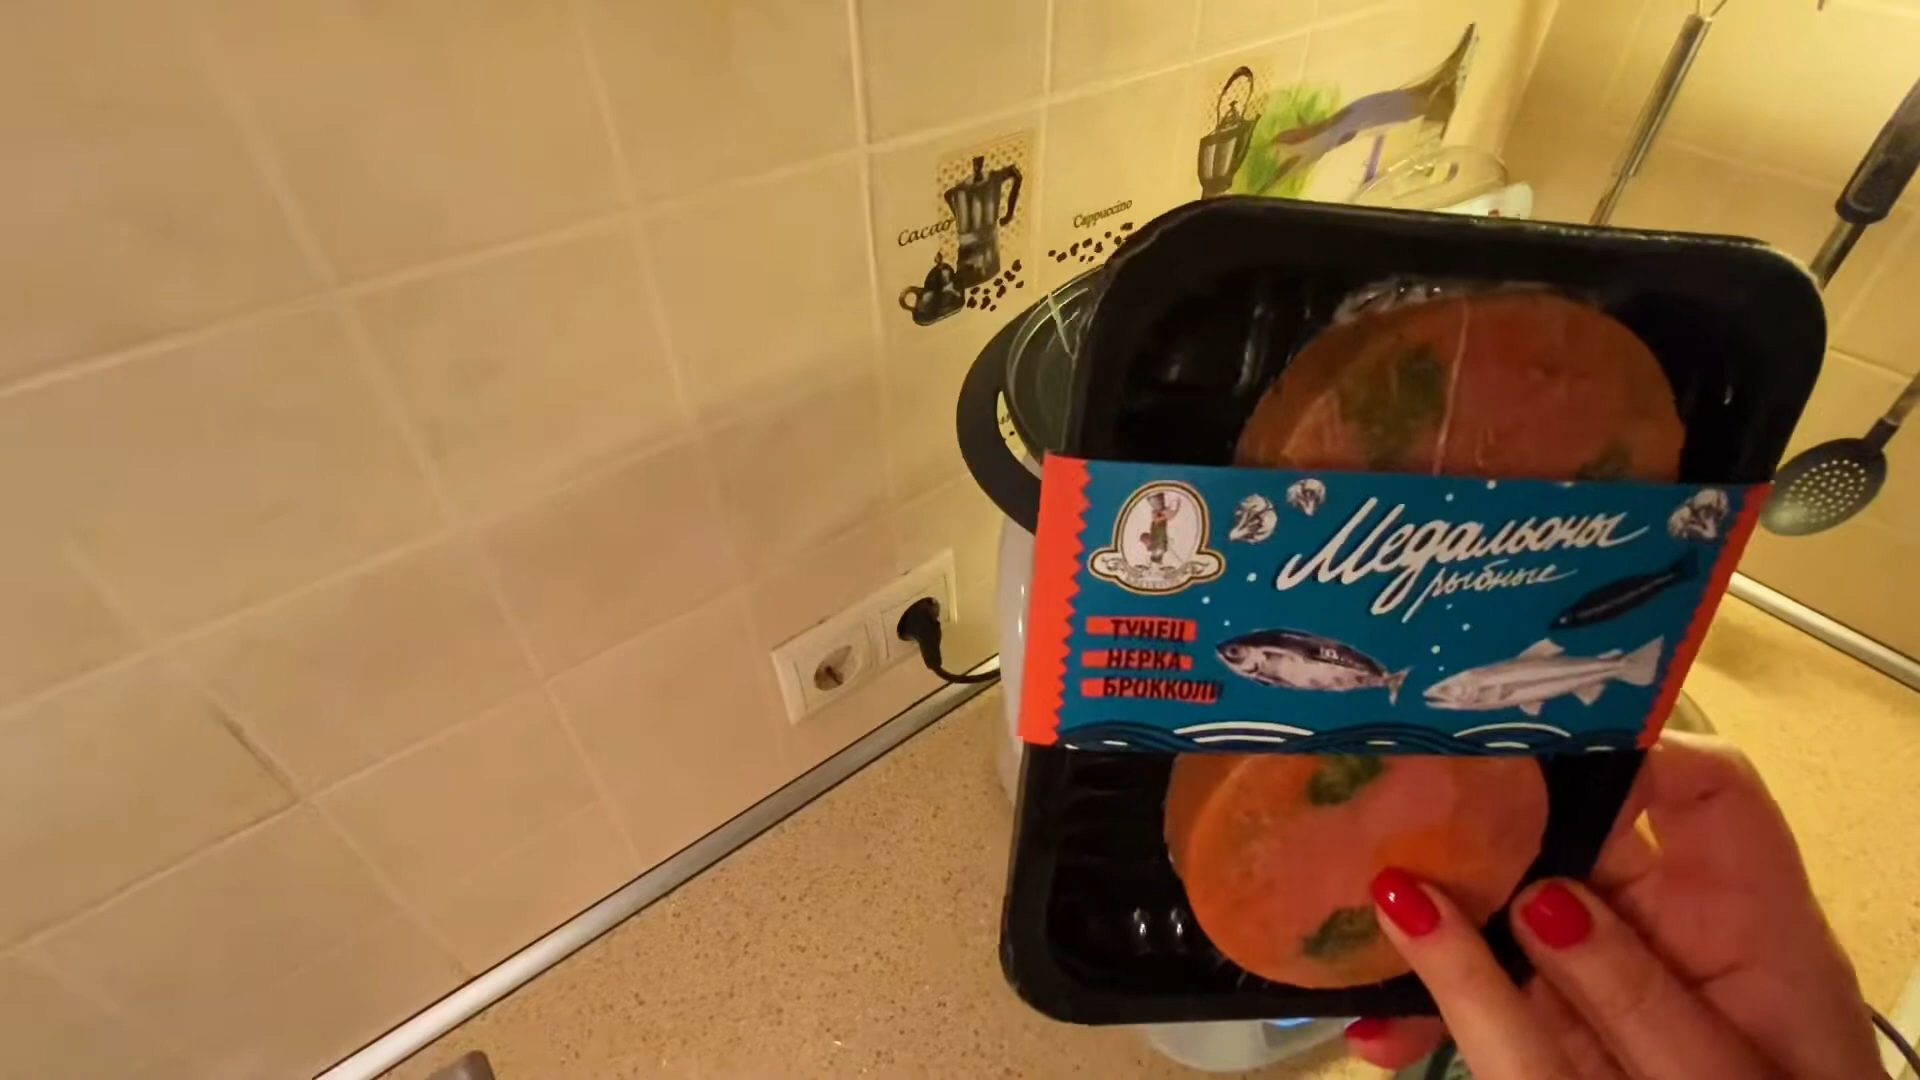 Cacao
Cappuccino
Медальоны
рыбные
ТУНЕЦ
НЕРКА
БРОККОЛИ